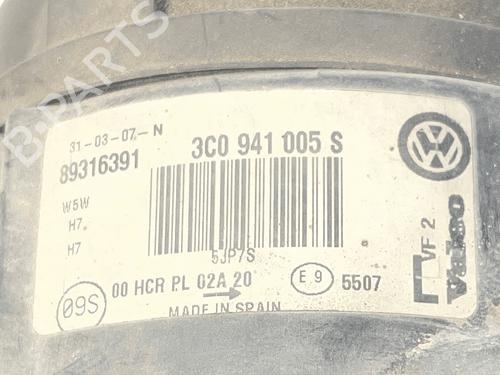 31-03-07-N
89316391
3C0 941 005 S
W5W
H7
H7
5JP7S
09S
00 HCR PL 02A 20
E 9
5507
MADE IN SPAIN
VF 2
Valeo
VW
B-PARTS